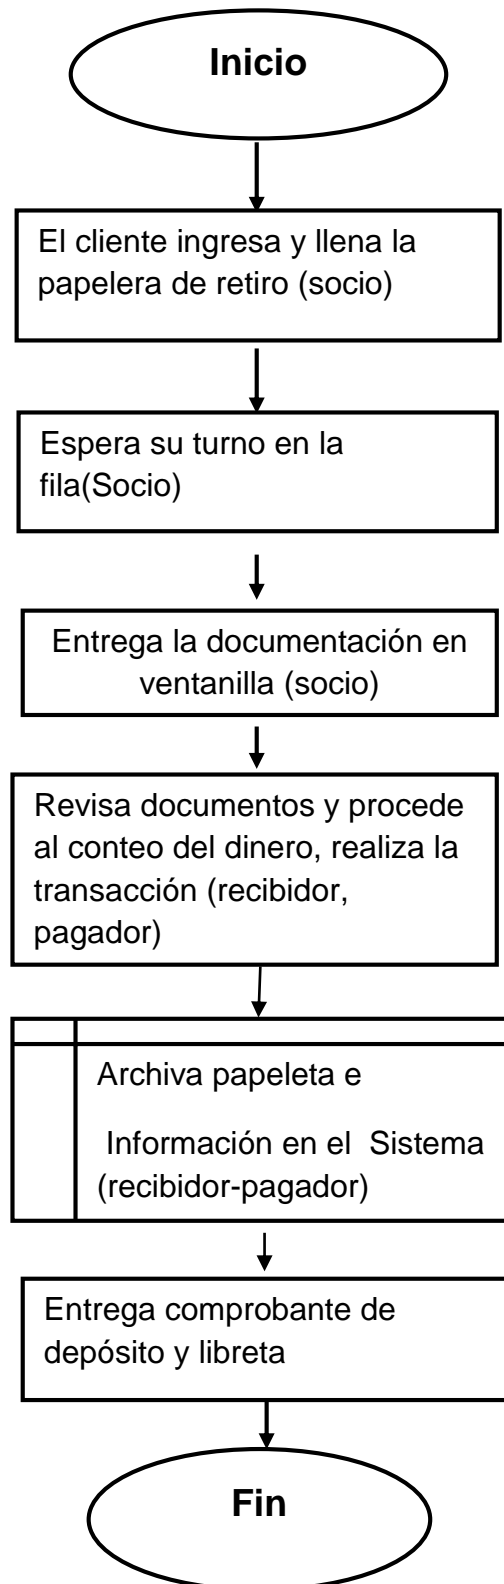 Inicio
El cliente ingresa y llena la
papelera de retiro (socio)
Espera su turno en la
fila(Socio)
Entrega la documentación en
ventanilla (socio)
Revisa documentos y procede
al conteo del dinero, realiza la
transacción (recibidor,
pagador)
Archiva papeleta e
Información en el Sistema
(recibidor-pagador)
Entrega comprobante de
depósito y libreta
Fin